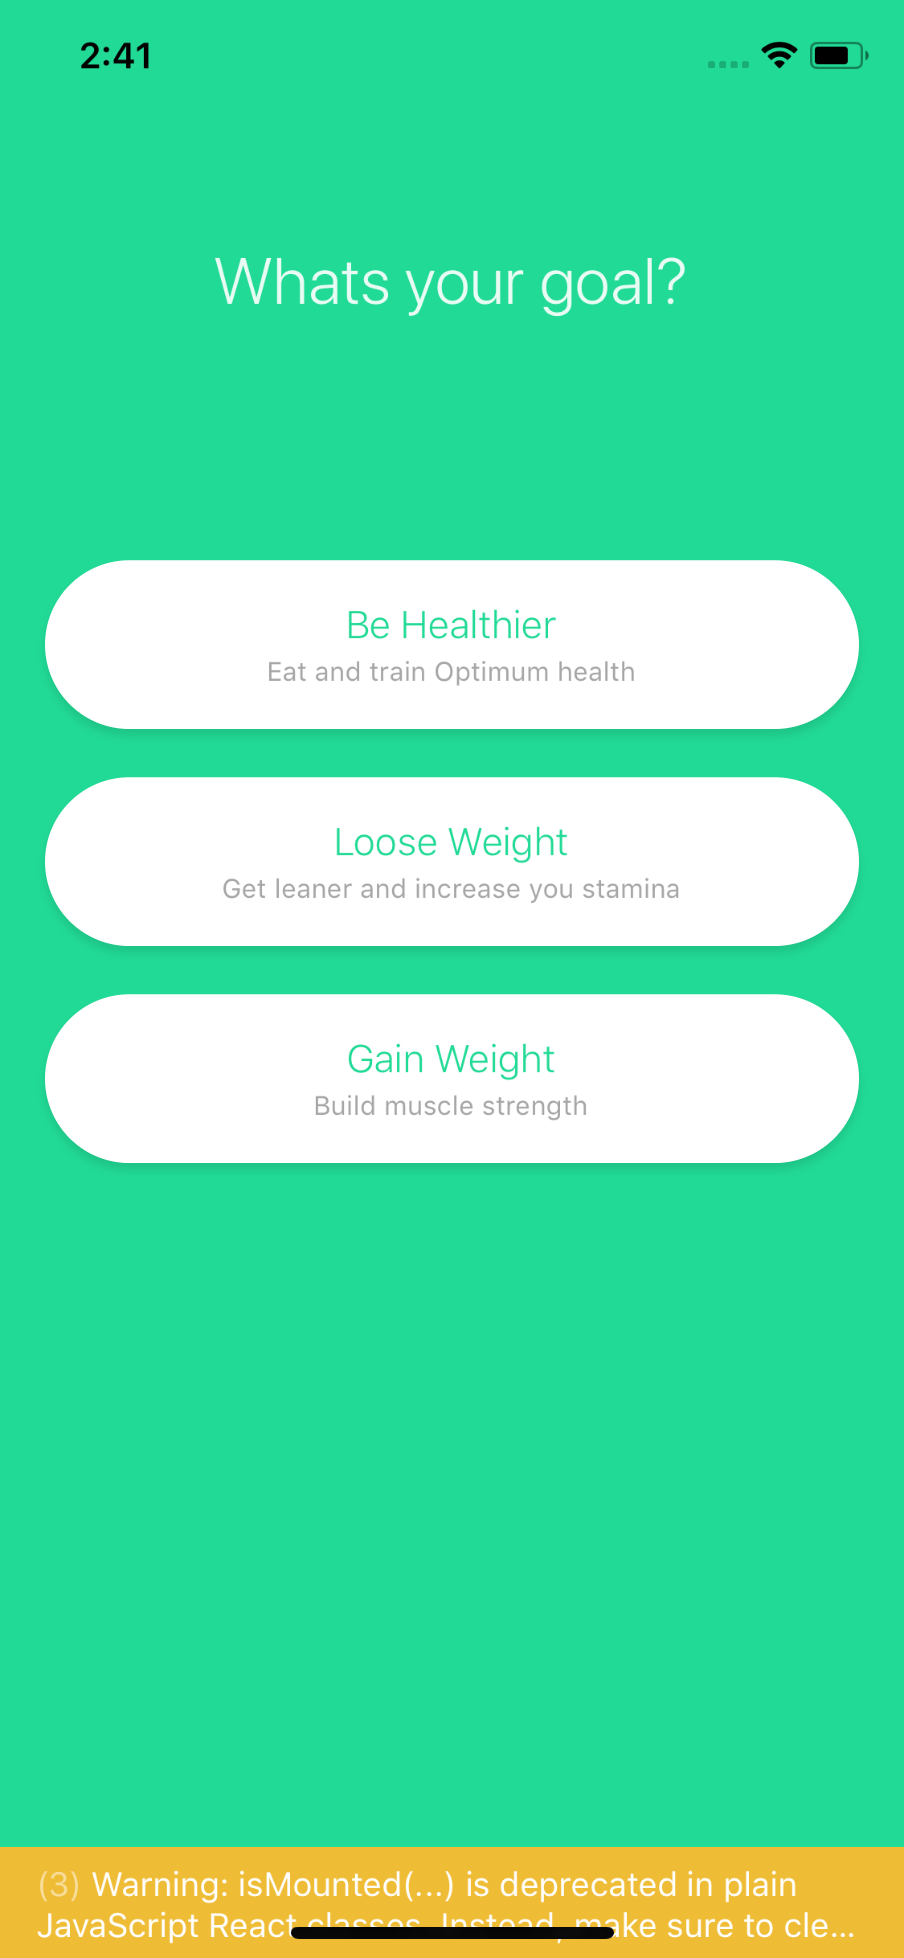 2:41
Whats your goal?
Be Healthier
Eat and train Optimum health
Loose Weight
Get leaner and increase you stamina
Gain Weight
Build muscle strength
(3) Warning: isMounted(...) is deprecated in plain
JavaScript React classes. Instead, make sure to cle...